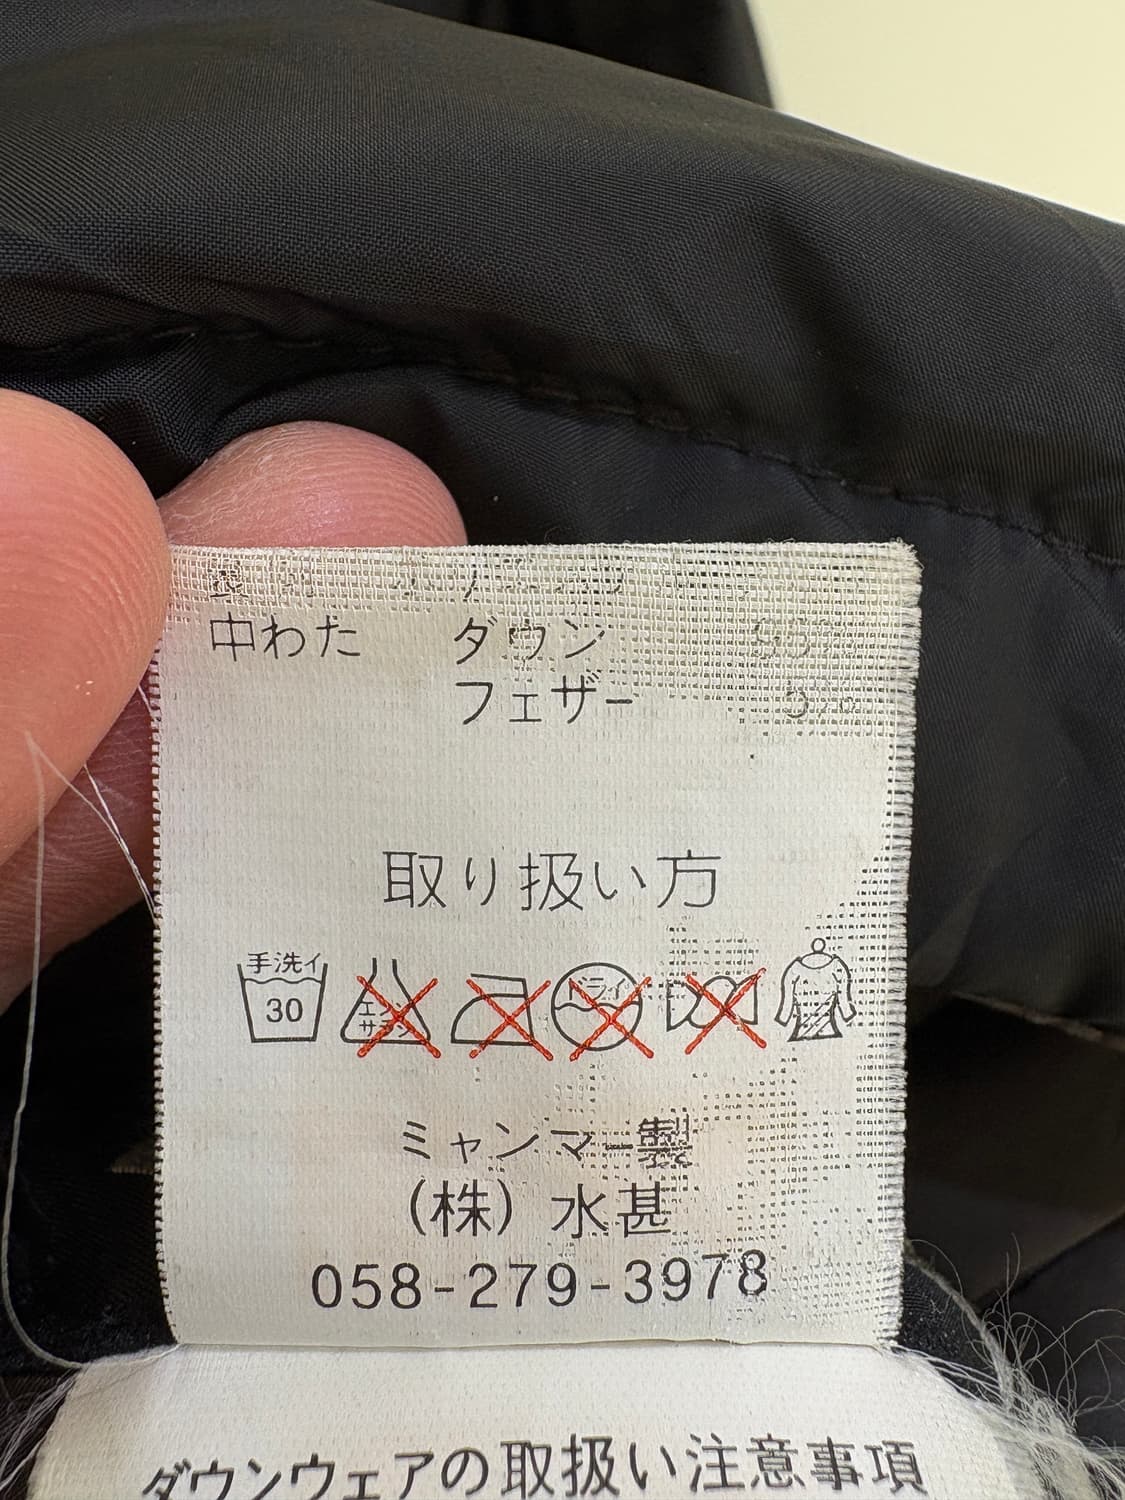 中わた ダウン
フェザー 5%
取り扱い方
手洗イ 30 エンソサラシ ドライ
ミャンマー製
(株) 水甚
058-279-3978
ダウンウェアの取扱い注意事項